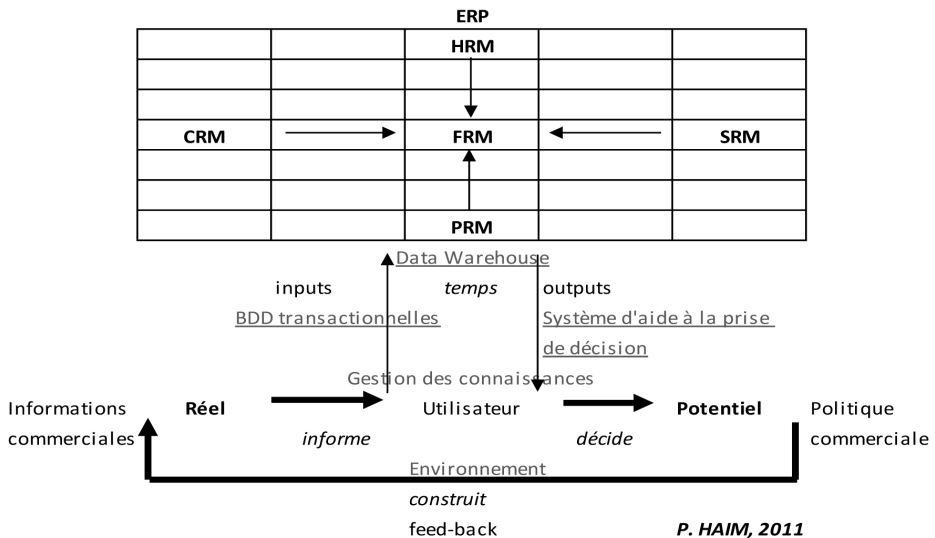 ERP
HRM
CRM FRM SRM
PRM
Data Warehouse
inputs temps outputs
BDD transactionnelles Système d'aide à la prise
de décision
Gestion des connaissances
Informations Réel Utilisateur Potentiel Politique
commerciales informe décide commerciale
Environnement
construit
feed-back P. HAIM, 2011